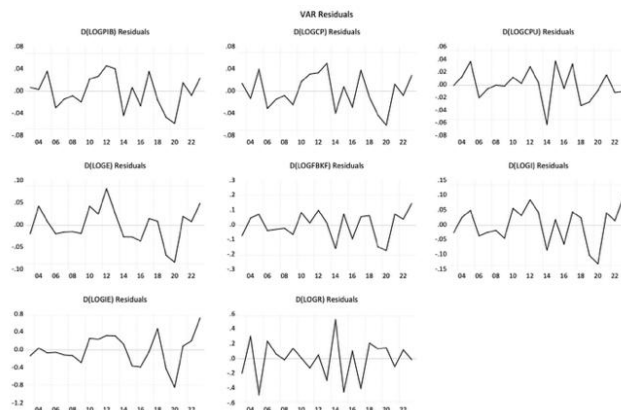 VAR Residuals
D(LOGPIB) Residuals
D(LOGCP) Residuals
D(LOGCPU) Residuals
.08
.04
.00
-.04
-.08
04 06 08 10 12 14 16 18 20 22
.08
.04
.00
-.04
-.08
04 06 08 10 12 14 16 18 20 22
.06
.04
.02
.00
-.02
-.04
-.06
-.08
04 06 08 10 12 14 16 18 20 22
D(LOGE) Residuals
D(LOGFBKF) Residuals
D(LOGI) Residuals
.10
.05
.00
-.05
-.10
04 06 08 10 12 14 16 18 20 22
.3
.2
.1
.0
-.1
-.2
-.3
04 06 08 10 12 14 16 18 20 22
.15
.10
.05
.00
-.05
-.10
-.15
04 06 08 10 12 14 16 18 20 22
D(LOGIE) Residuals
D(LOGR) Residuals
0.8
0.4
0.0
-0.4
-0.8
-1.2
04 06 08 10 12 14 16 18 20 22
.6
.4
.2
.0
-.2
-.4
-.6
04 06 08 10 12 14 16 18 20 22